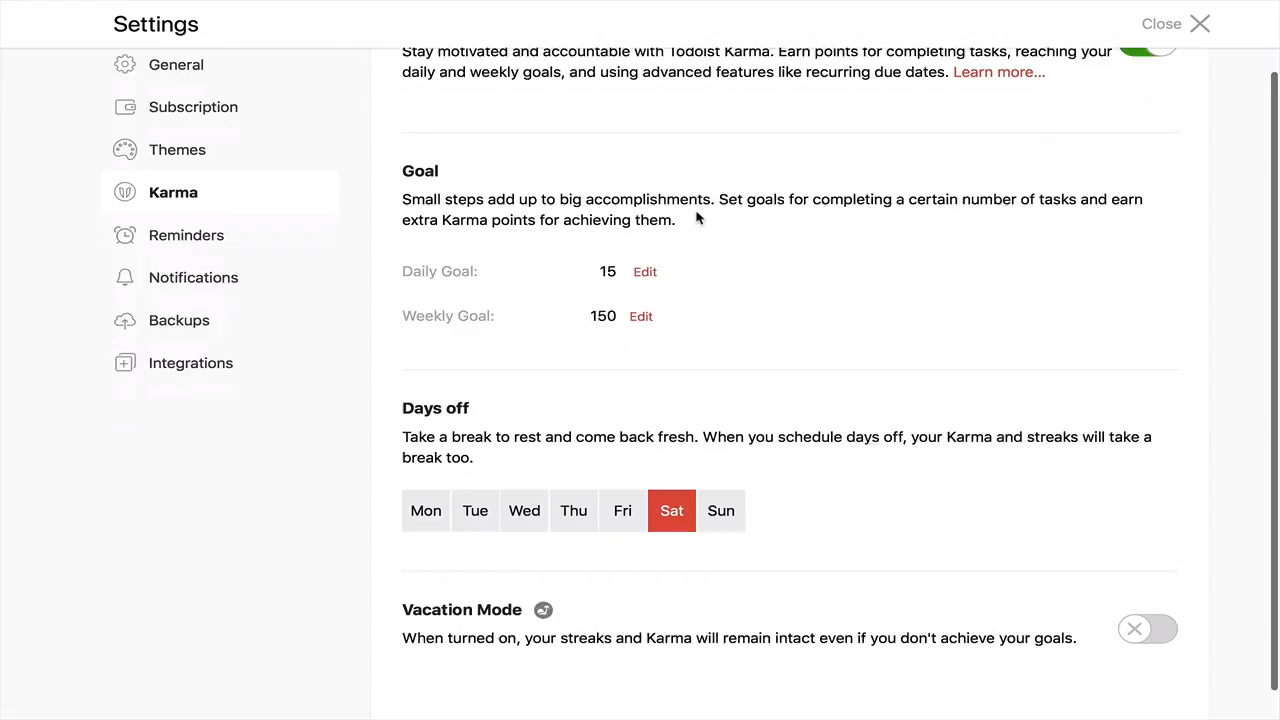 Settings
Close
General
Subscription
Themes
Karma
Reminders
Notifications
Backups
Integrations
Stay motivated and accountable with Todoist Karma. Earn points for completing tasks, reaching your
daily and weekly goals, and using advanced features like recurring due dates. Learn more...
Goal
Small steps add up to big accomplishments. Set goals for completing a certain number of tasks and earn
extra Karma points for achieving them.
Daily Goal: 15 Edit
Weekly Goal: 150 Edit
Days off
Take a break to rest and come back fresh. When you schedule days off, your Karma and streaks will take a
break too.
Mon Tue Wed Thu Fri Sat Sun
Vacation Mode
When turned on, your streaks and Karma will remain intact even if you don't achieve your goals.